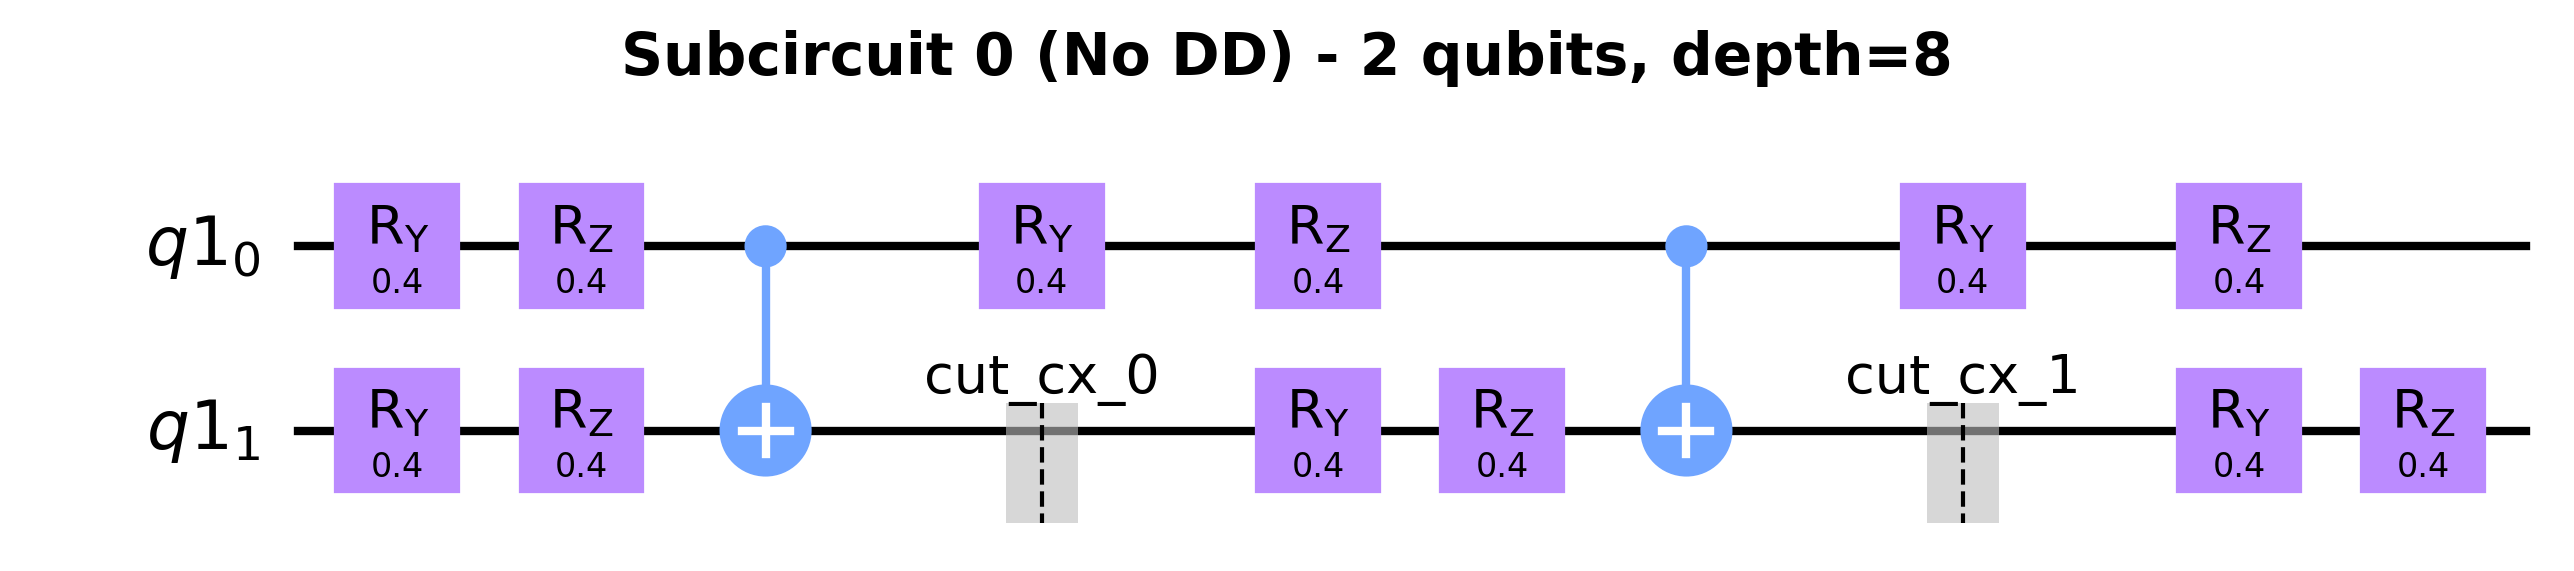 Subcircuit 0 (No DD) - 2 qubits, depth=8
q1₀ R_Y R_Z R_Y R_Z R_Y R_Z
0.4 0.4 0.4 0.4 0.4 0.4
cut_cx_0 cut_cx_1
q1₁ R_Y R_Z R_Y R_Z R_Y R_Z
0.4 0.4 0.4 0.4 0.4 0.4